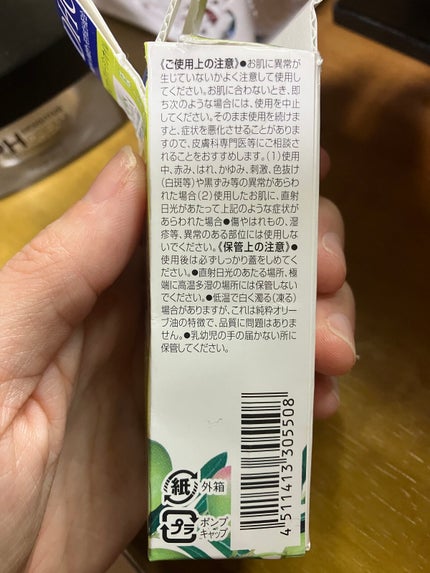 《ご使用上の注意》●お肌に異常が
生じていないかよく注意して使用し
てください。お肌に合わないとき、即
ち次のような場合には、使用を中止
してください。そのまま使用を続けま
すと、症状を悪化させることがありま
すので、皮膚科専門医等にご相談さ
れることをおすすめします。(1)使用
中、赤み、はれ、かゆみ、刺激、色抜け
(白斑等)や黒ずみ等の異常があらわ
れた場合(2)使用したお肌に、直射
日光があたって上記のような症状が
あらわれた場合●傷やはれもの、湿
疹等、異常のある部位には使用しな
いでください。《保管上の注意》●
使用後は必ずしっかり蓋をしめてく
ださい。●直射日光のあたる場所、極
端に高温多湿の場所には保管しない
でください。●低温で白く濁る(凍る)
場合がありますが、これは純粋オリー
ブ油の特徴で、品質に問題はありま
せん。●乳幼児の手の届かない所に
保管してください。
紙 外箱
プラ ポンプ
キャップ
4511413305508
PH